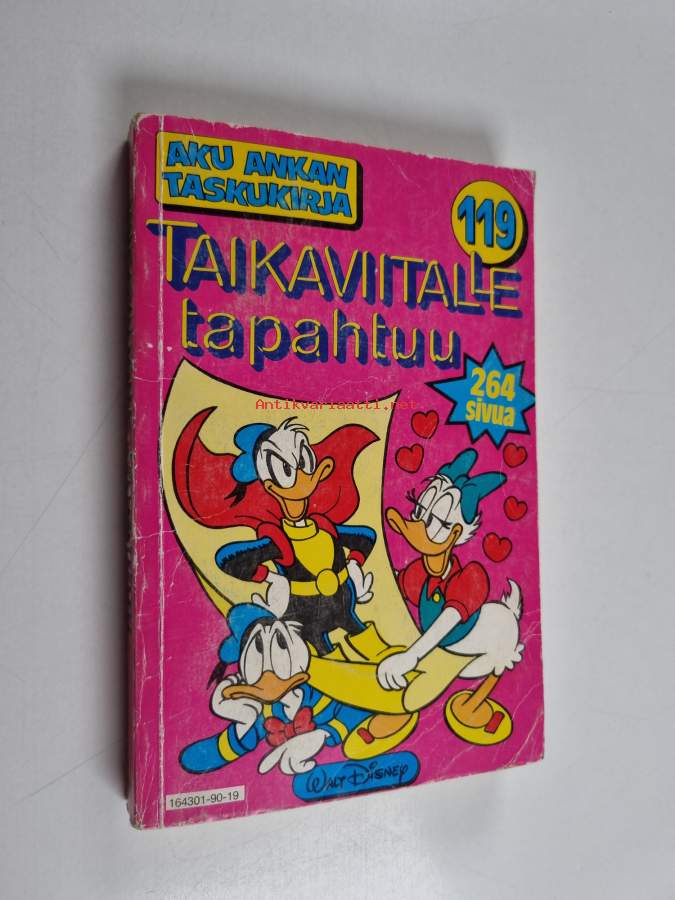 AKU ANKAN
TASKUKIRJA
119
TAIKAVIITALLE
tapahtuu
264
sivua
Antikvariaatti.net
WALT DISNEY
164301-90-19